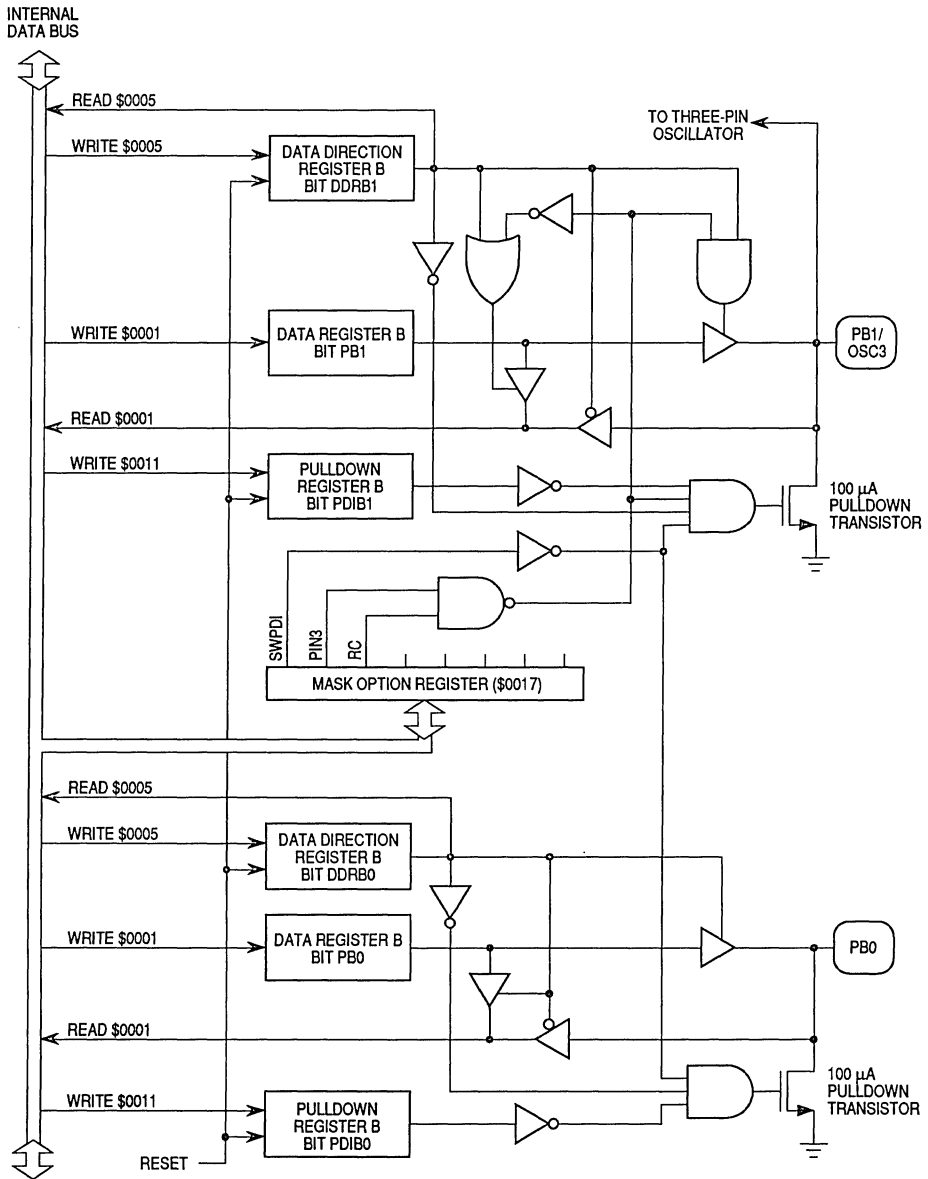 INTERNAL
DATA BUS
READ $0005
TO THREE-PIN
OSCILLATOR
WRITE $0005
DATA DIRECTION
REGISTER B
BIT DDRB1
WRITE $0001
DATA REGISTER B
BIT PB1
PB1/
OSC3
READ $0001
WRITE $0011
PULLDOWN
REGISTER B
BIT PDIB1
100 µA
PULLDOWN
TRANSISTOR
SWPDI
PIN3
RC
MASK OPTION REGISTER ($0017)
READ $0005
WRITE $0005
DATA DIRECTION
REGISTER B
BIT DDRB0
WRITE $0001
DATA REGISTER B
BIT PB0
PB0
READ $0001
WRITE $0011
PULLDOWN
REGISTER B
BIT PDIB0
100 µA
PULLDOWN
TRANSISTOR
RESET